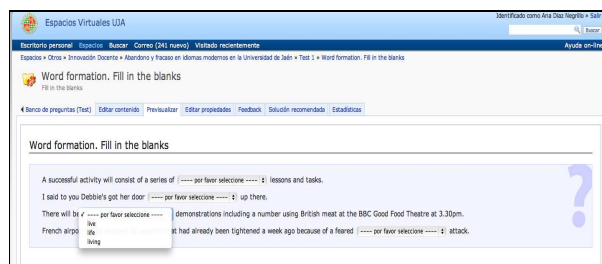 Identificado como Ana Díaz Negrillo » Salir
Espacios Virtuales UJA
Buscar
Escritorio personal Espacios Buscar Correo (241 nuevo) Visitado recientemente Ayuda on-line
Espacios » Otros » Innovación Docente » Abandono y fracaso en idiomas modernos en la Universidad de Jaén » Test 1 » Word formation. Fill in the blanks
Word formation. Fill in the blanks
Fill in the blanks
Banco de preguntas (Test) Editar contenido Previsualizar Editar propiedades Feedback Solución recomendada Estadísticas
Word formation. Fill in the blanks
A successful activity will consist of a series of ---- por favor seleccione ---- lessons and tasks.
I said to you Debbie's got her door ---- por favor seleccione ---- up there.
There will be ✓ ---- por favor seleccione ---- demonstrations including a number using British meat at the BBC Good Food Theatre at 3.30pm.
live
life
living
French airpo at had already been tightened a week ago because of a feared ---- por favor seleccione ---- attack.